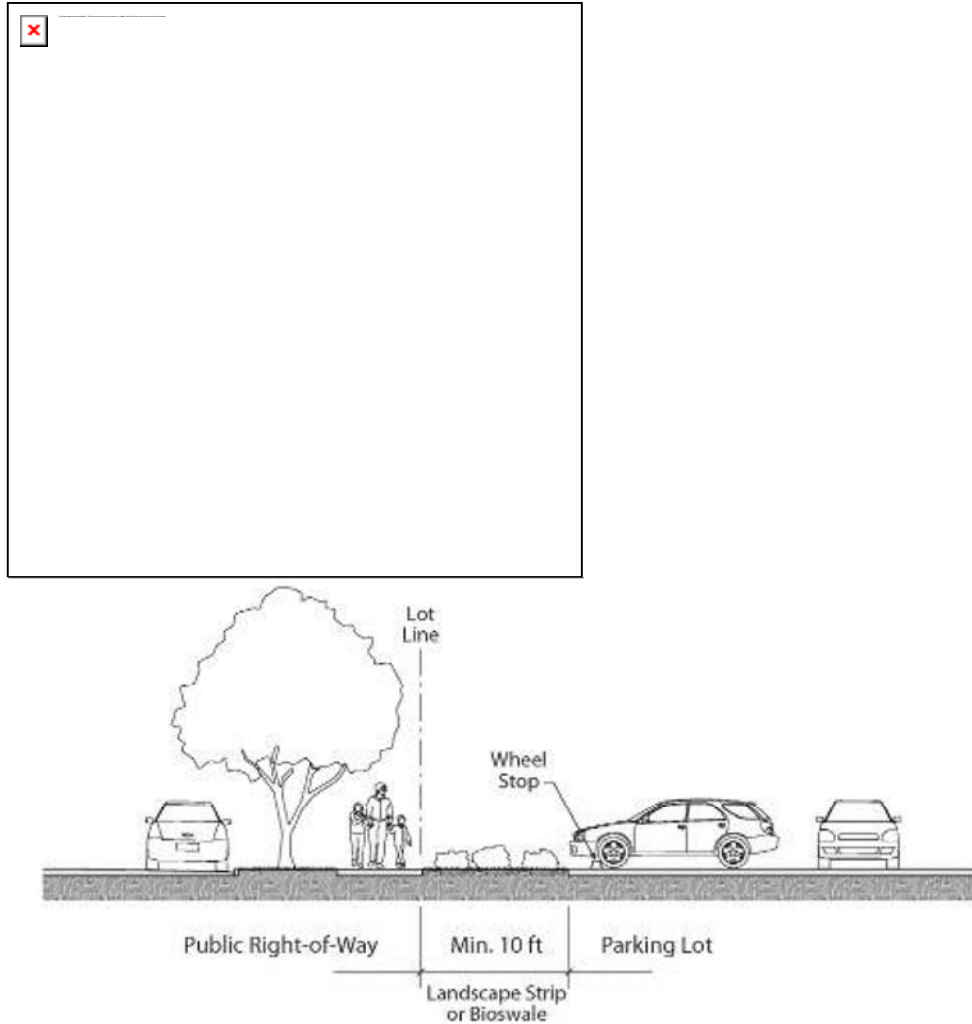 Lot
Line
Wheel
Stop
Public Right-of-Way
Min. 10 ft
Parking Lot
Landscape Strip
or Bioswale